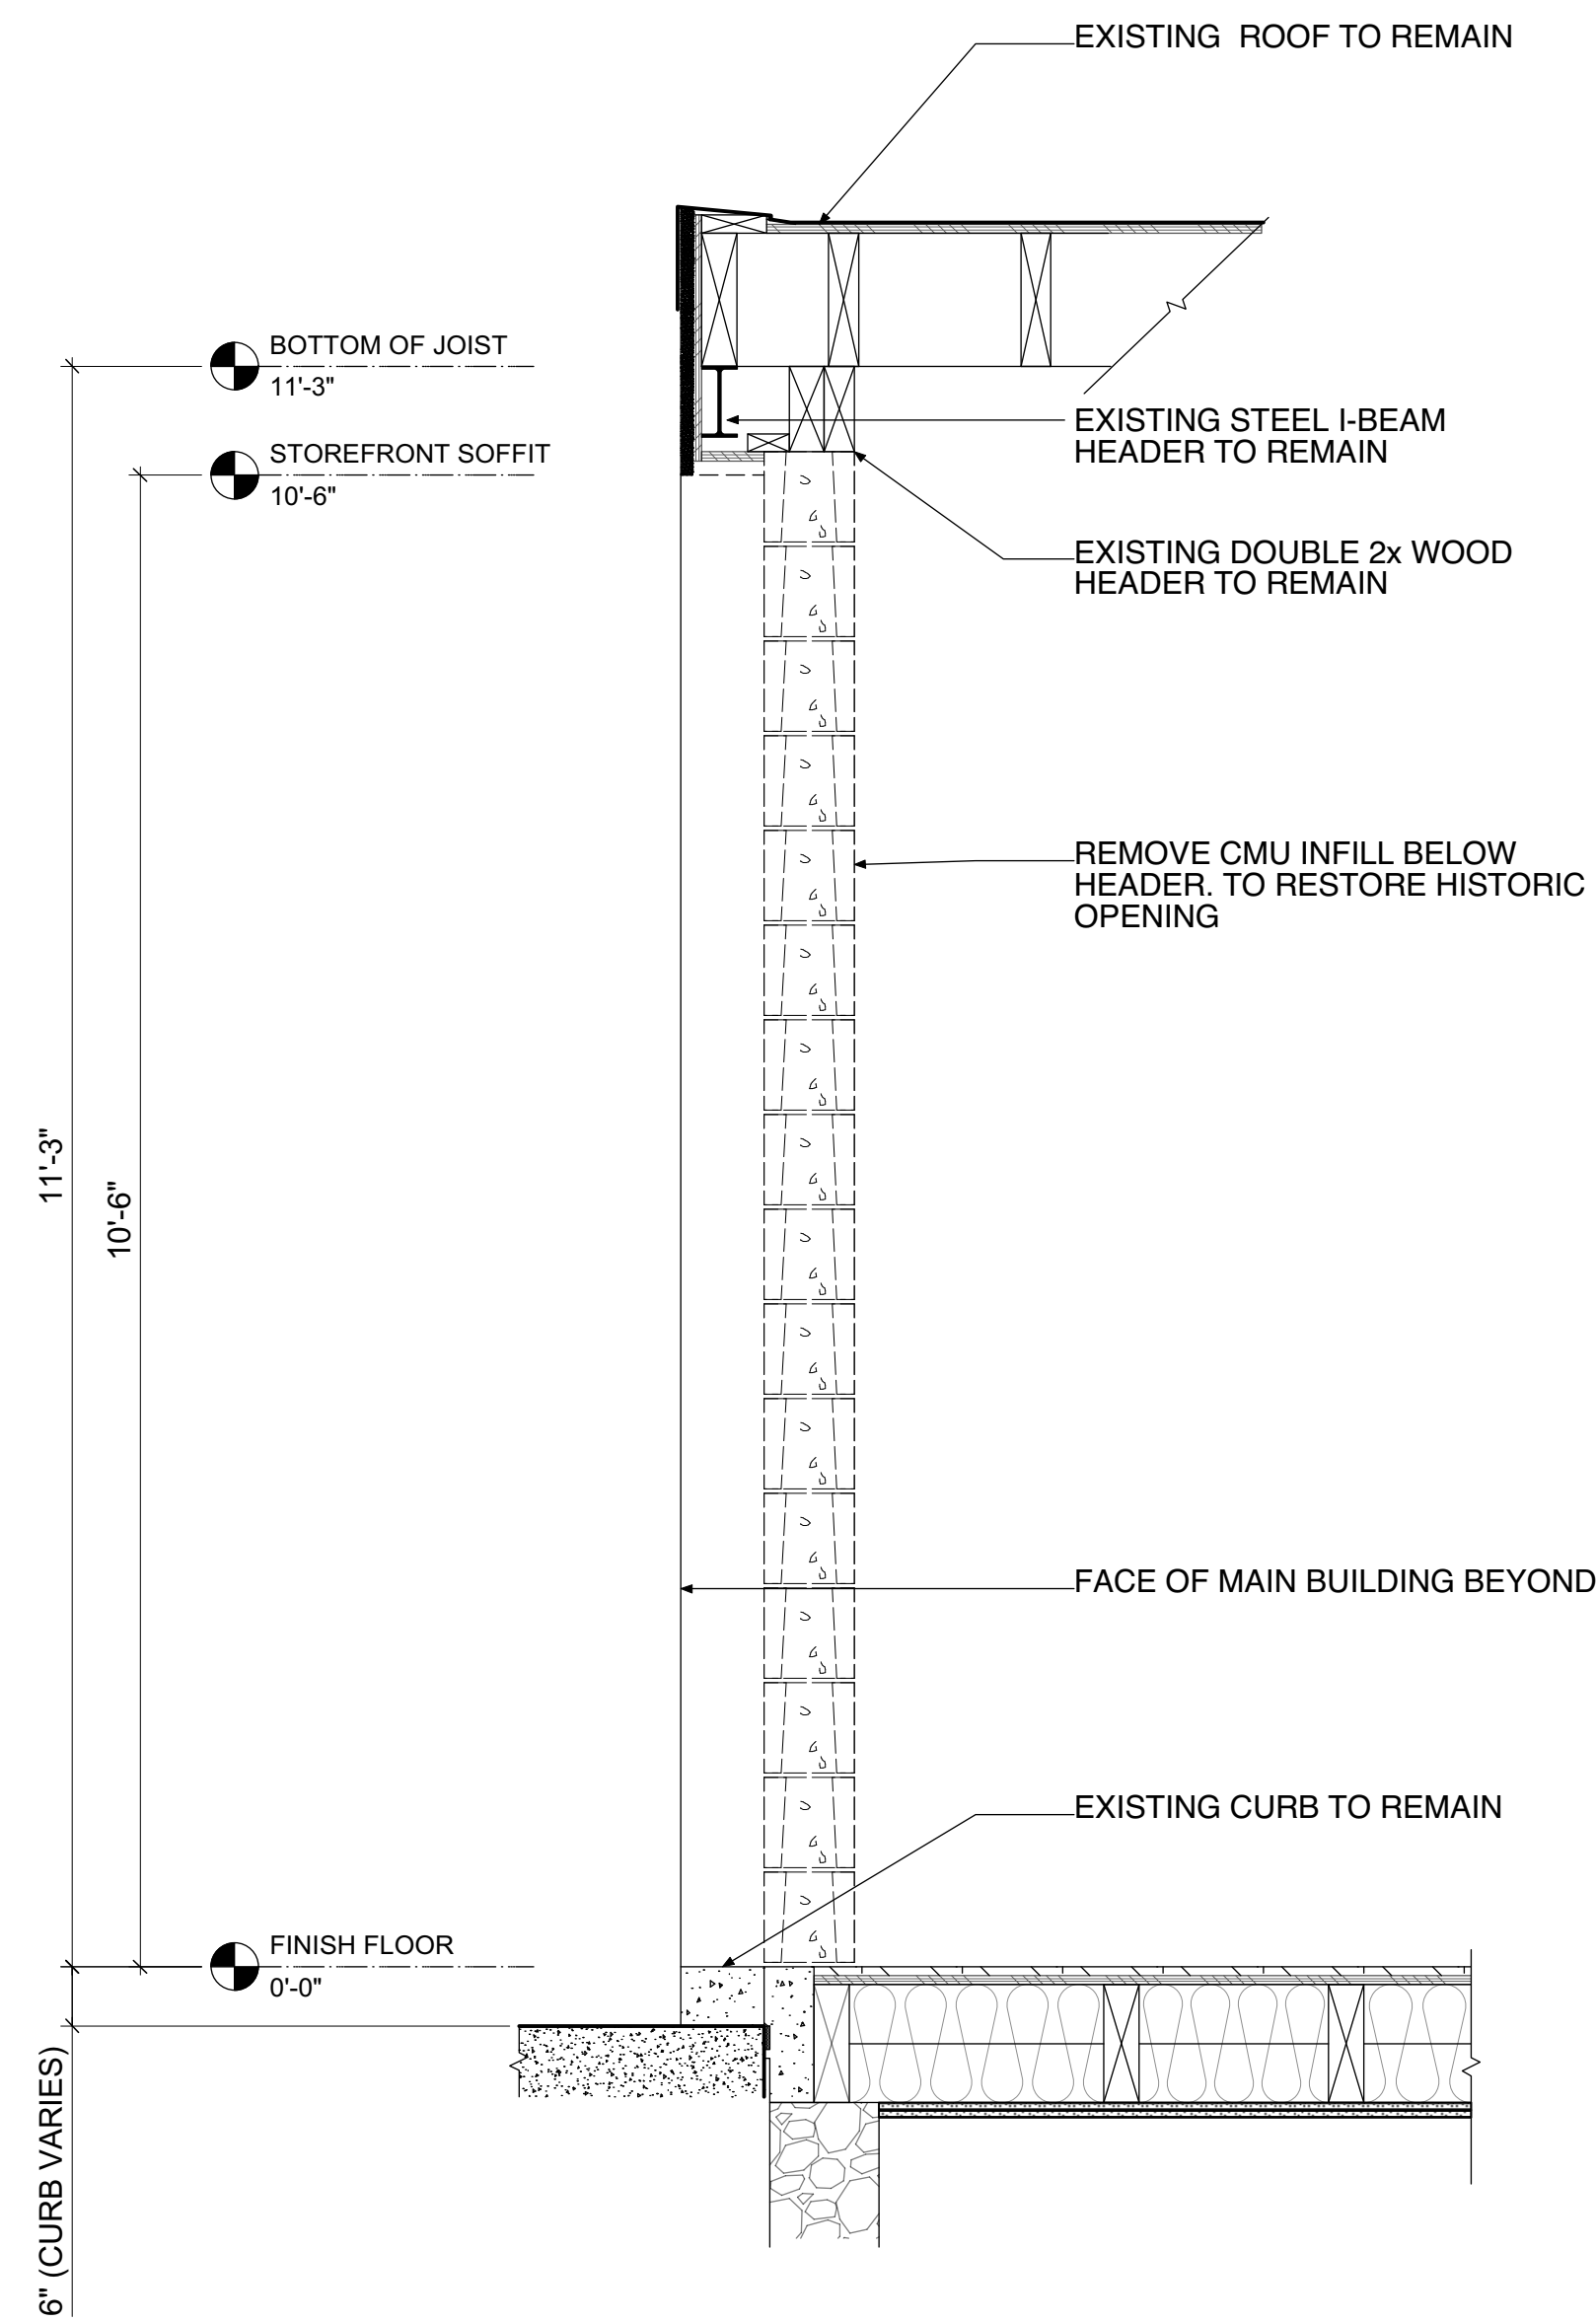 EXISTING  ROOF TO REMAIN
BOTTOM OF JOIST
11'-3"
EXISTING STEEL I-BEAM
HEADER TO REMAIN
STOREFRONT SOFFIT
10'-6"
EXISTING DOUBLE 2x WOOD
HEADER TO REMAIN
REMOVE CMU INFILL BELOW
HEADER. TO RESTORE HISTORIC
OPENING
11'-3"
10'-6"
FACE OF MAIN BUILDING BEYOND
EXISTING CURB TO REMAIN
FINISH FLOOR
0'-0"
6" (CURB VARIES)